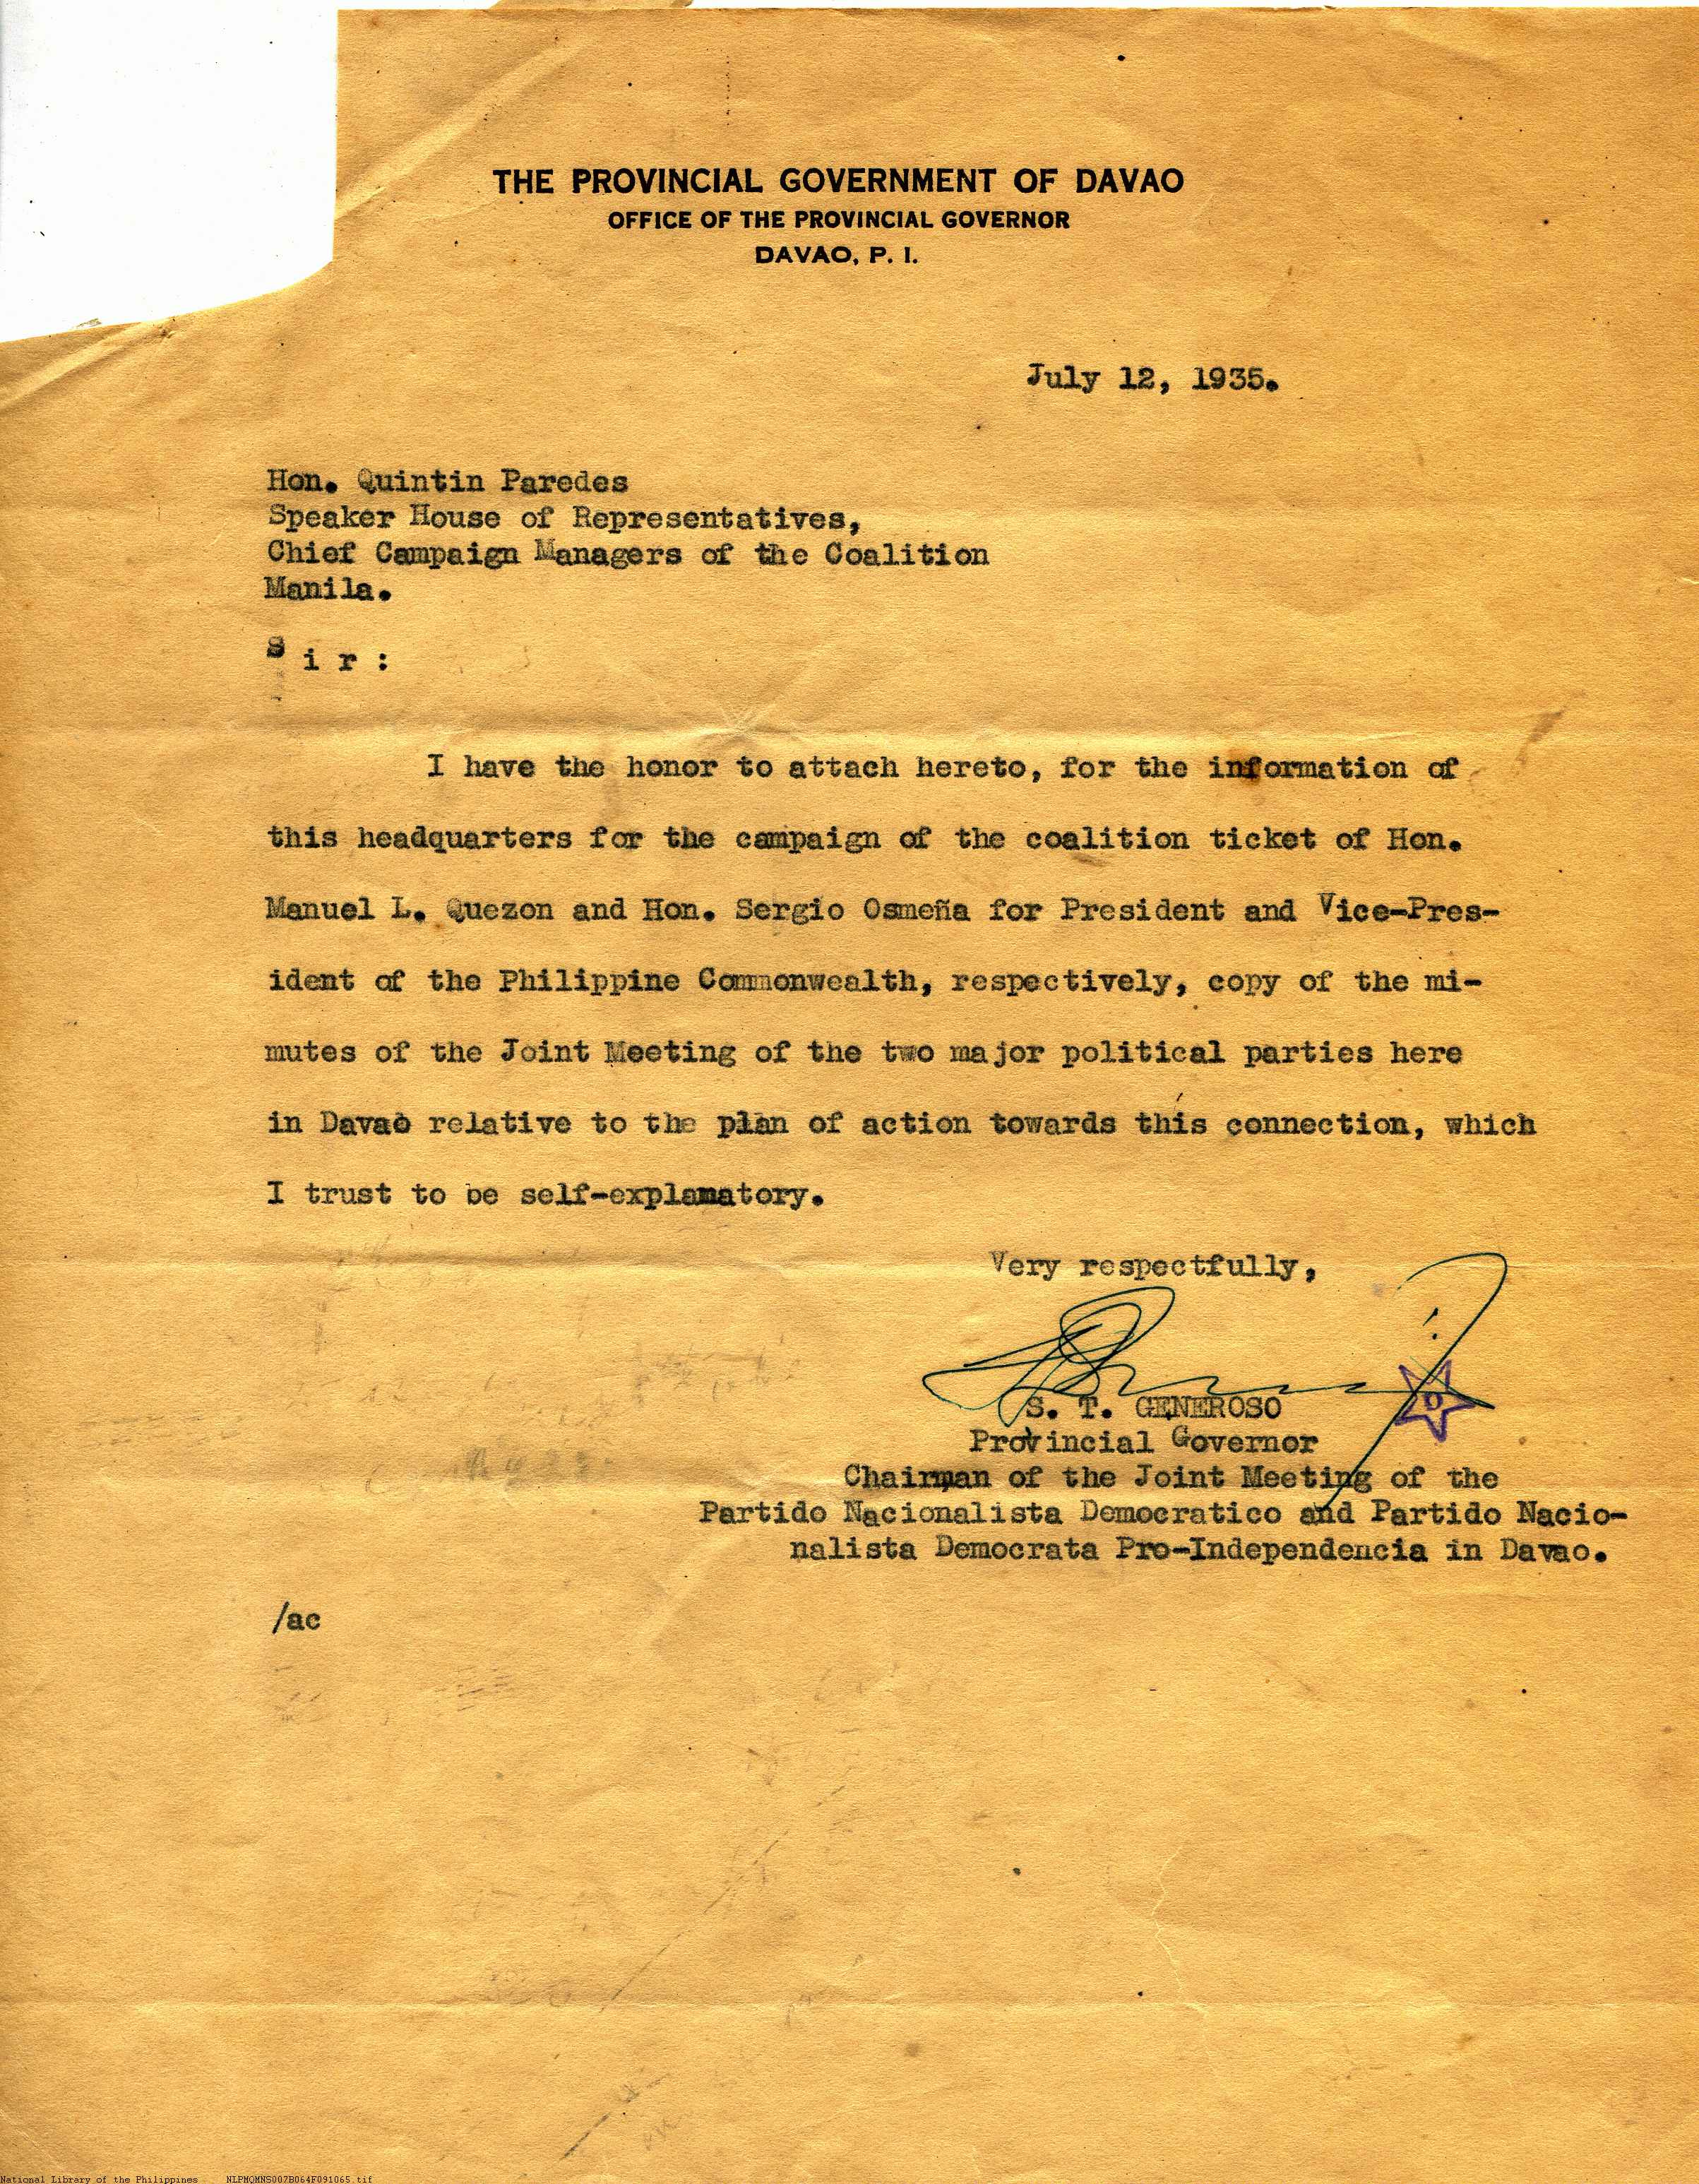 THE PROVINCIAL GOVERNMENT OF DAVAO
OFFICE OF THE PROVINCIAL GOVERNOR
DAVAO, P. I.
July 12, 1935.
Hon. Quintin Paredes
Speaker House of Representatives,
Chief Campaign Managers of the Coalition
Manila.
S i r :
I have the honor to attach hereto, for the information of
this headquarters for the campaign of the coalition ticket of Hon.
Manuel L. Quezon and Hon. Sergio Osmeña for President and Vice-Pres-
ident of the Philippine Commonwealth, respectively, copy of the mi-
mutes of the Joint Meeting of the two major political parties here
in Davao relative to the plan of action towards this connection, which
I trust to be self-explanatory.
Very respectfully,
S. T. GENEROSO
Provincial Governor
Chairman of the Joint Meeting of the
Partido Nacionalista Democratico and Partido Nacio-
nalista Democrata Pro-Independencia in Davao.
/ac
National Library of the Philippines NLPMQMNS007B064F091065.tif